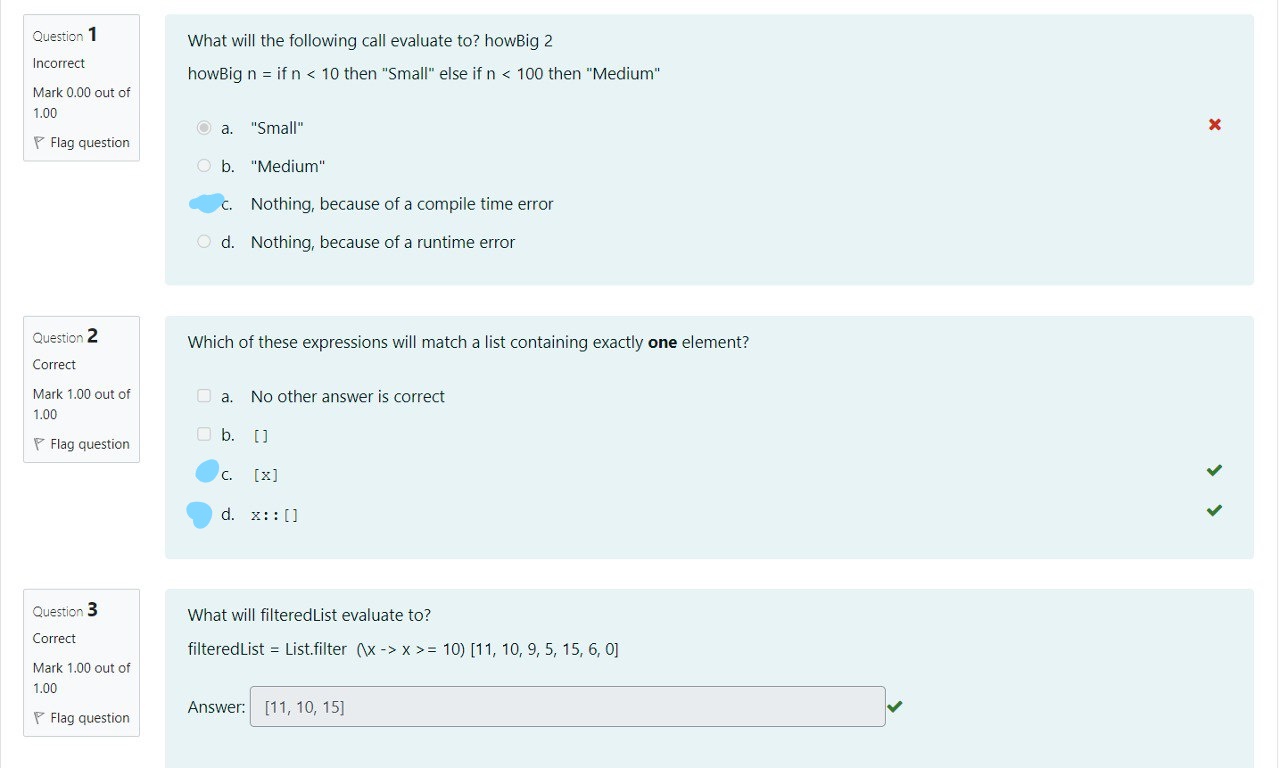 Question 1
Incorrect
Mark 0.00 out of
1.00
Flag question
What will the following call evaluate to? howBig 2
howBig n = if n < 10 then "Small" else if n < 100 then "Medium"
a. "Small"
b. "Medium"
c. Nothing, because of a compile time error
d. Nothing, because of a runtime error
Question 2
Correct
Mark 1.00 out of
1.00
Flag question
Which of these expressions will match a list containing exactly one element?
a. No other answer is correct
b. []
c. [x]
d. x::[]
Question 3
Correct
Mark 1.00 out of
1.00
Flag question
What will filteredList evaluate to?
filteredList = List.filter (\x -> x >= 10) [11, 10, 9, 5, 15, 6, 0]
Answer: [11, 10, 15]